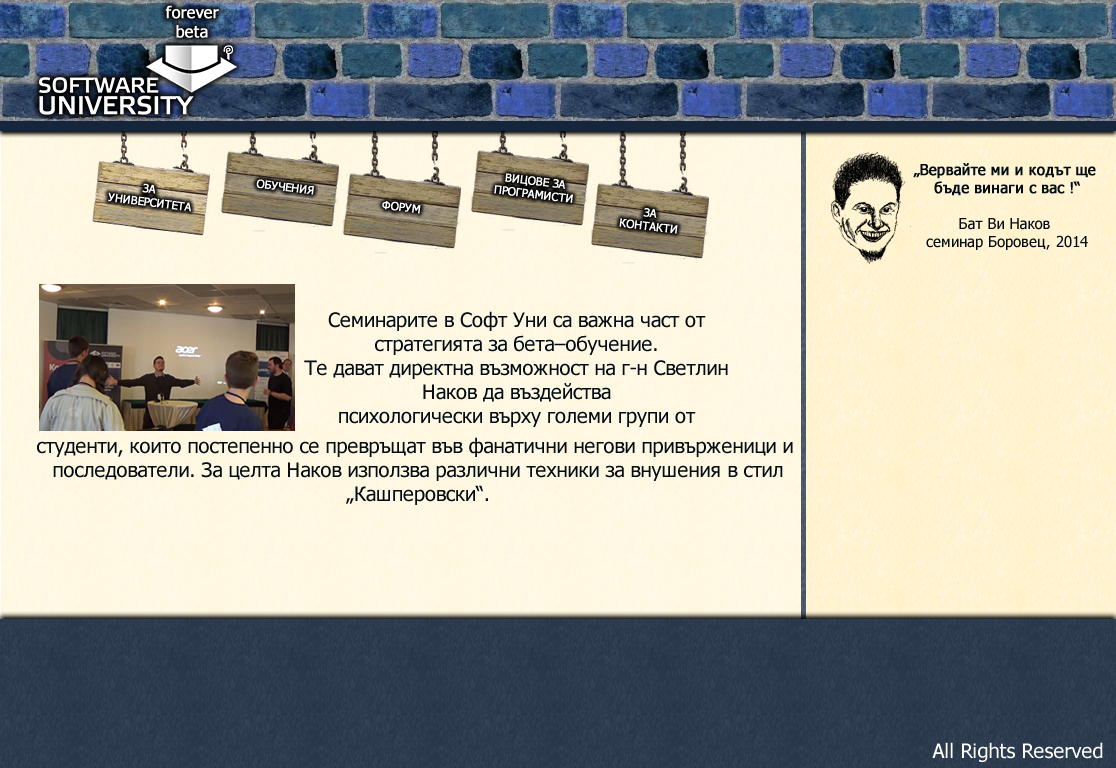 forever
beta
SOFTWARE
UNIVERSITY
ЗА
УНИВЕРСИТЕТА
ОБУЧЕНИЯ
ФОРУМ
ВИЦОВЕ ЗА
ПРОГРАМИСТИ
ЗА
КОНТАКТИ
„Вервайте ми и кодът ще
бъде винаги с вас !“
Бат Ви Наков
семинар Боровец, 2014
acer
Семинарите в Софт Уни са важна част от
стратегията за бета–обучение.
Те дават директна възможност на г-н Светлин
Наков да въздейства
психологически върху големи групи от
студенти, които постепенно се превръщат във фанатични негови привърженици и
последователи. За целта Наков използва различни техники за внушения в стил
„Кашперовски“.
All Rights Reserved